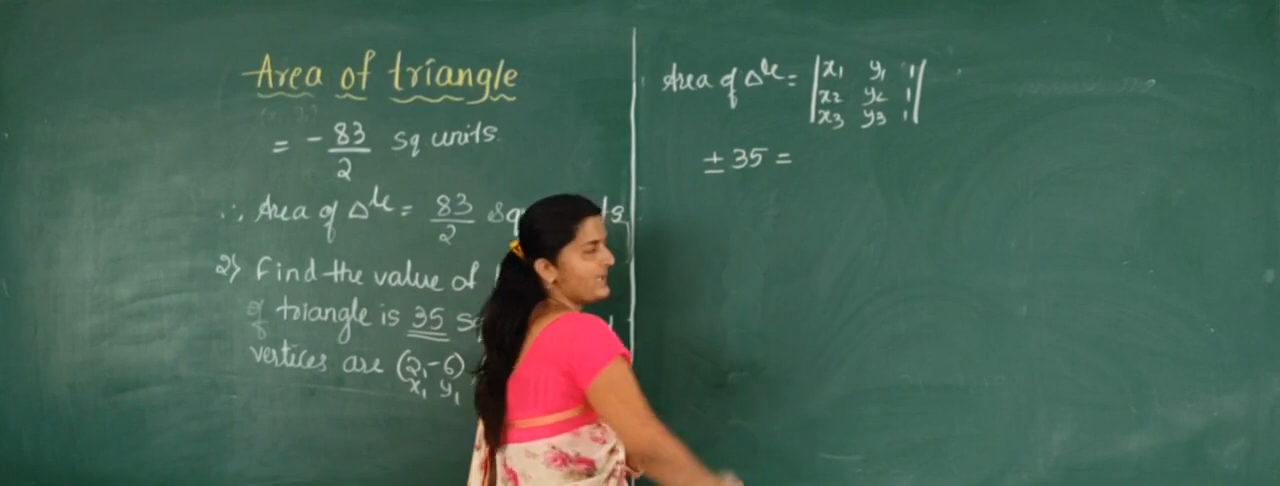 Area of triangle
= - 83/2 sq units.
∴ Area of Δle = 83/2 sq
2) Find the value of
of triangle is 35 sq
vertices are (2, -6)
x1 y1
Area of Δle = |x1 y1 1|
|x2 y2 1|
|x3 y3 1|
± 35 =